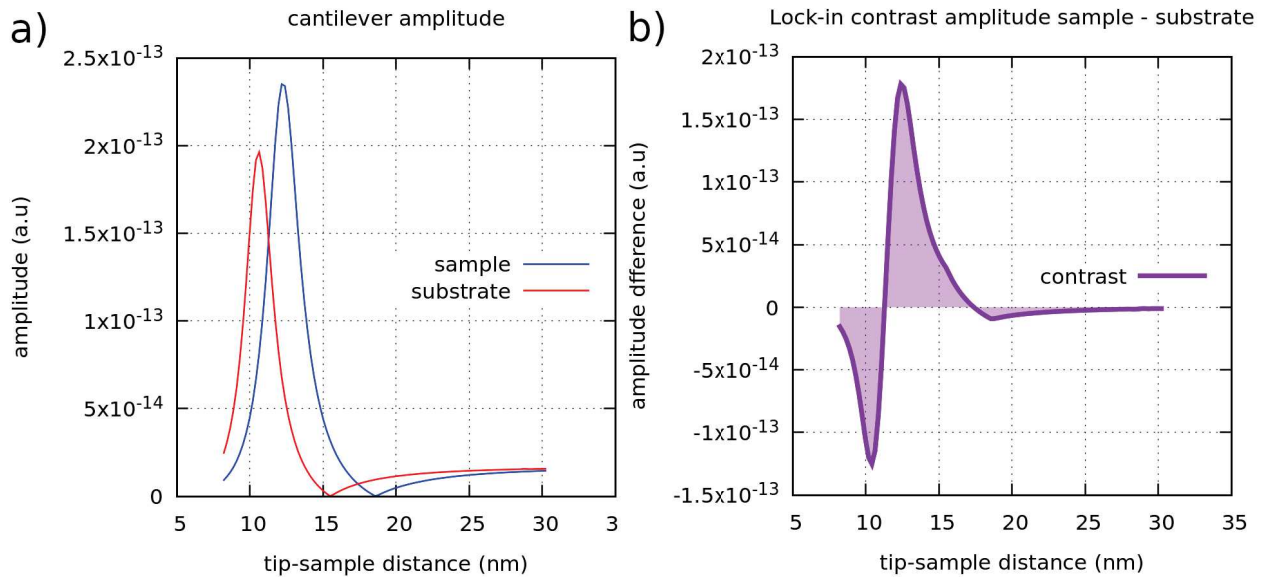 a)
cantilever amplitude
2.5x10-13
2x10-13
1.5x10-13
1x10-13
5x10-14
0
5 10 15 20 25 30 3
amplitude (a.u)
tip-sample distance (nm)
sample
substrate
b)
Lock-in contrast amplitude sample - substrate
2x10-13
1.5x10-13
1x10-13
5x10-14
0
-5x10-14
-1x10-13
-1.5x10-13
5 10 15 20 25 30 35
amplitude dfference (a.u)
tip-sample distance (nm)
contrast